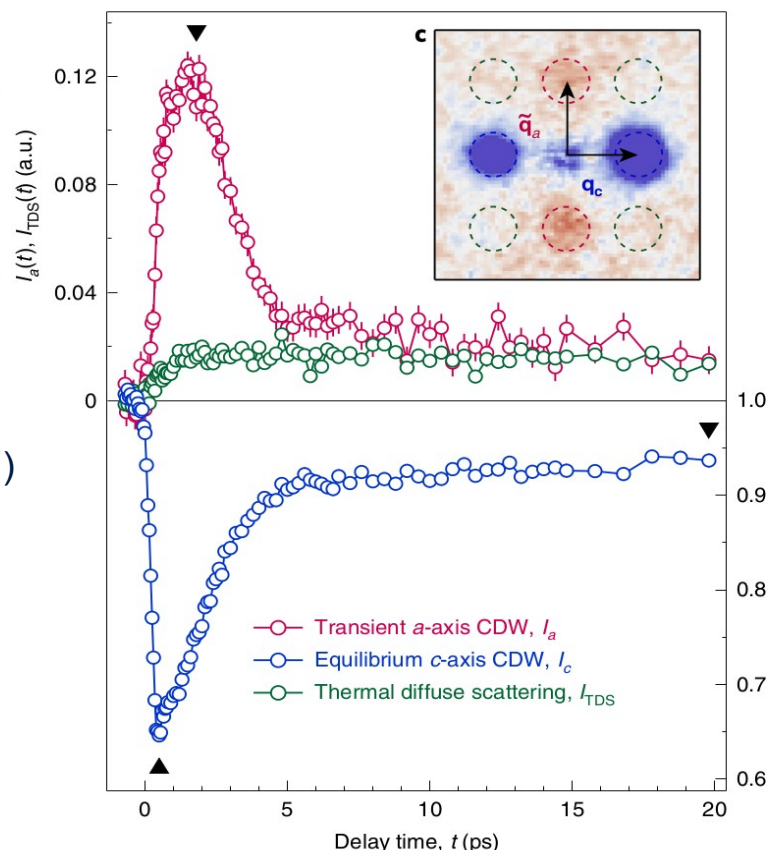 c
q̃a
qc
0.12
0.08
0.04
0
Ia(t), ITDS(t) (a.u.)
)
1.0
0.9
0.8
0.7
0.6
Transient a-axis CDW, Ia
Equilibrium c-axis CDW, Ic
Thermal diffuse scattering, ITDS
0 5 10 15 20
Delay time, t (ps)